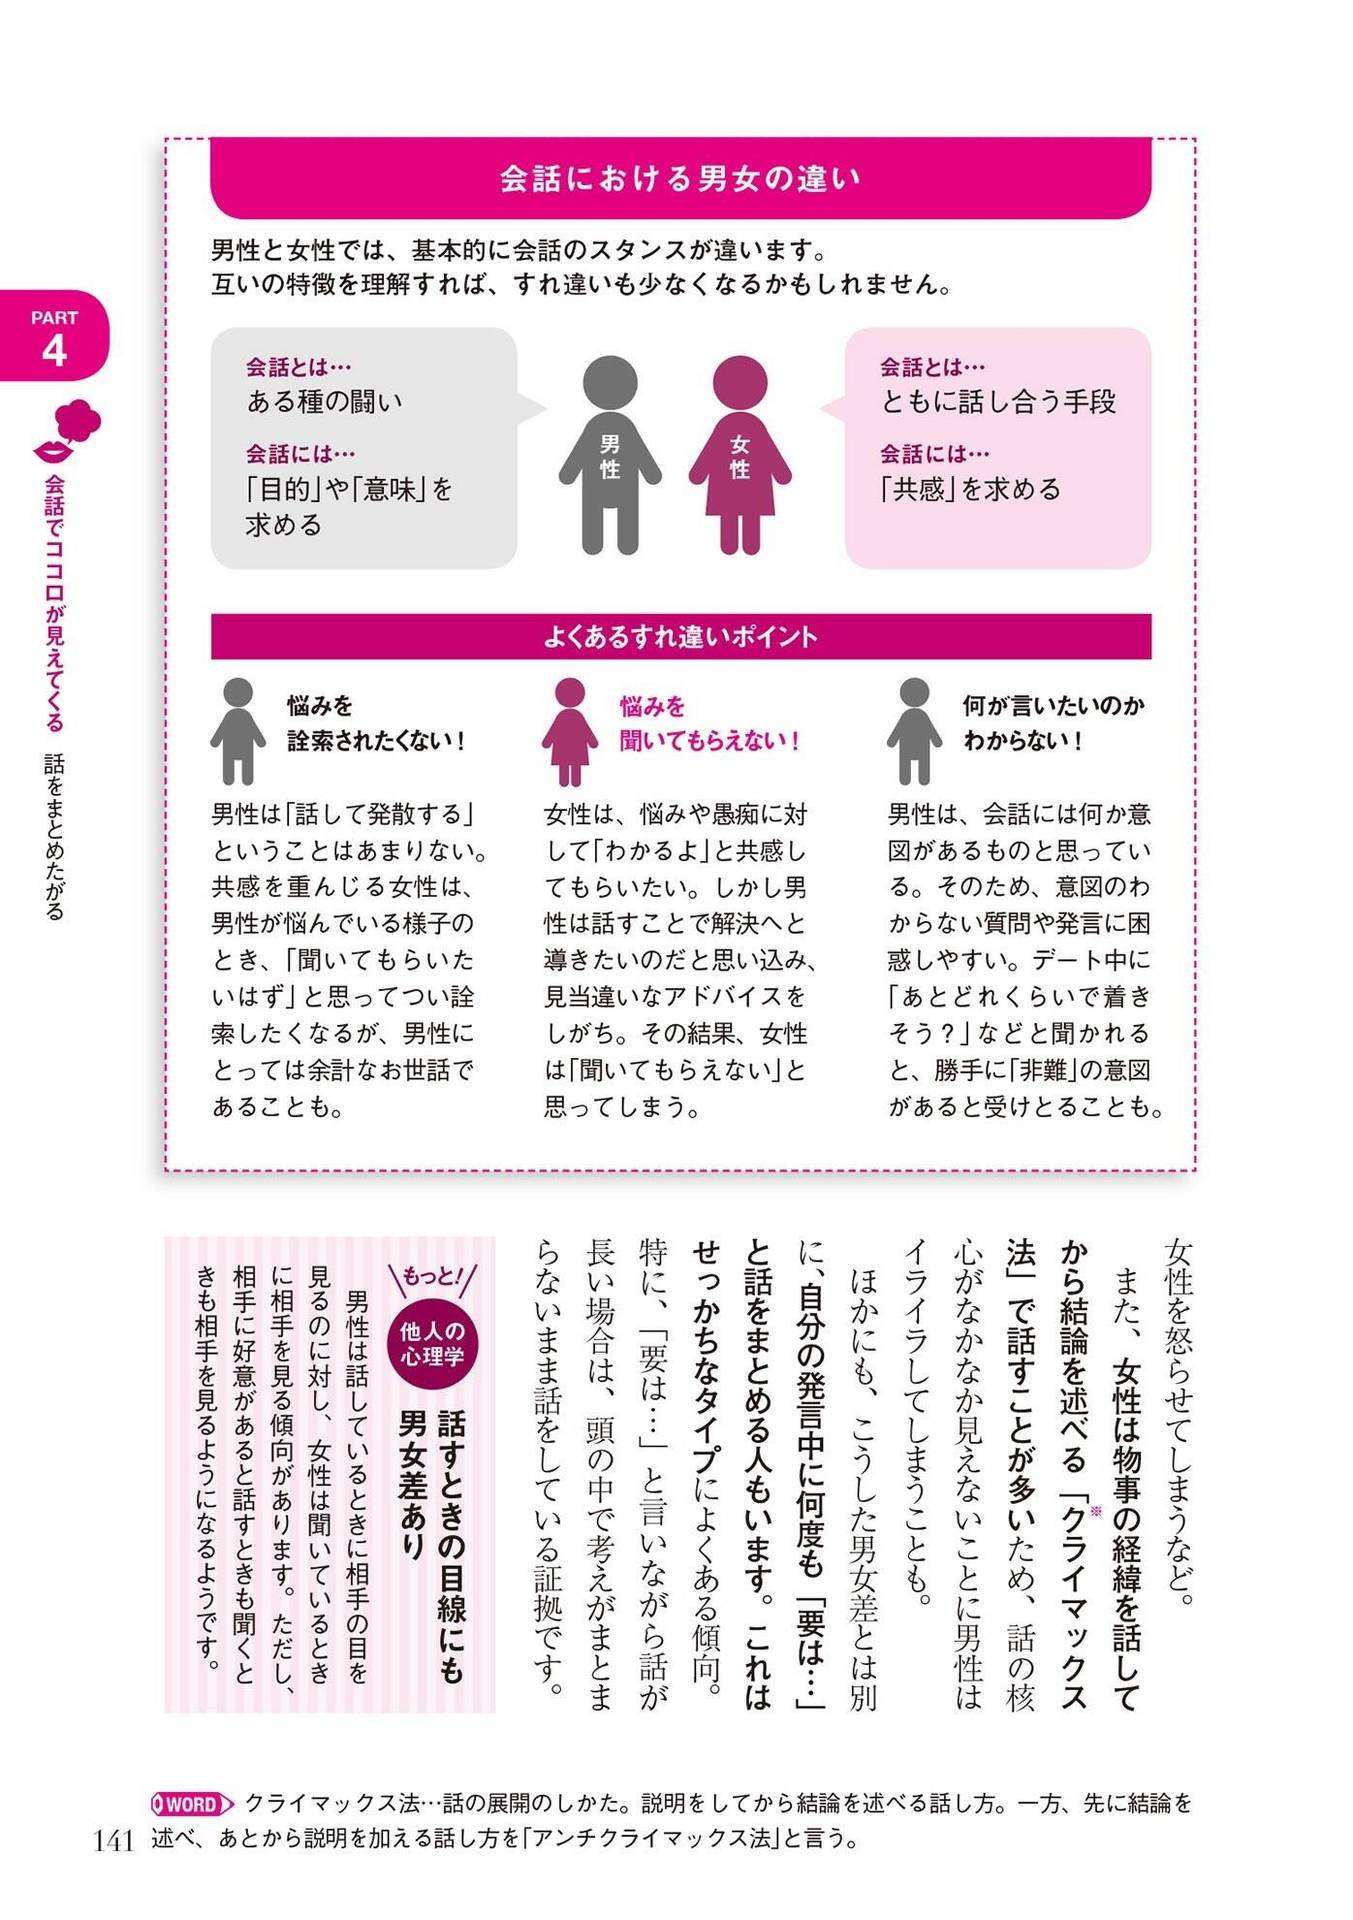 会話における男女の違い
男性と女性では、基本的に会話のスタンスが違います。
互いの特徴を理解すれば、すれ違いも少なくなるかもしれません。
PART
4
会話でココロが見えてくる 話をまとめたがる
会話とは…
ある種の闘い
会話には…
「目的」や「意味」を
求める
男性
女性
会話とは…
ともに話し合う手段
会話には…
「共感」を求める
よくあるすれ違いポイント
悩みを
詮索されたくない！
男性は「話して発散する」
ということはあまりない。
共感を重んじる女性は、
男性が悩んでいる様子の
とき、「聞いてもらいた
いはず」と思ってつい詮
索したくなるが、男性に
とっては余計なお世話で
あることも。
悩みを
聞いてもらえない！
女性は、悩みや愚痴に対
して「わかるよ」と共感し
てもらいたい。しかし男
性は話すことで解決へと
導きたいのだと思い込み、
見当違いなアドバイスを
しがち。その結果、女性
は「聞いてもらえない」と
思ってしまう。
何が言いたいのか
わからない！
男性は、会話には何か意
図があるものと思ってい
る。そのため、意図のわ
からない質問や発言に困
惑しやすい。デート中に
「あとどれくらいで着き
そう？」などと聞かれる
と、勝手に「非難」の意図
があると受けとることも。
女性を怒らせてしまうなど。
また、女性は物事の経緯を話して
から結論を述べる「※クライマックス
法」で話すことが多いため、話の核
心がなかなか見えないことに男性は
イライラしてしまうことも。
ほかにも、こうした男女差とは別
に、自分の発言中に何度も「要は…」
と話をまとめる人もいます。これは
せっかちなタイプによくある傾向。
特に、「要は…」と言いながら話が
長い場合は、頭の中で考えがまとま
らないまま話をしている証拠です。
もっと！
他人の
心理学
話すときの目線にも
男女差あり
男性は話しているときに相手の目を
見るのに対し、女性は聞いているとき
に相手を見る傾向があります。ただし、
相手に好意があると話すときも聞くと
きも相手を見るようになるようです。
WORD クライマックス法…話の展開のしかた。説明をしてから結論を述べる話し方。一方、先に結論を
述べ、あとから説明を加える話し方を「アンチクライマックス法」と言う。
141